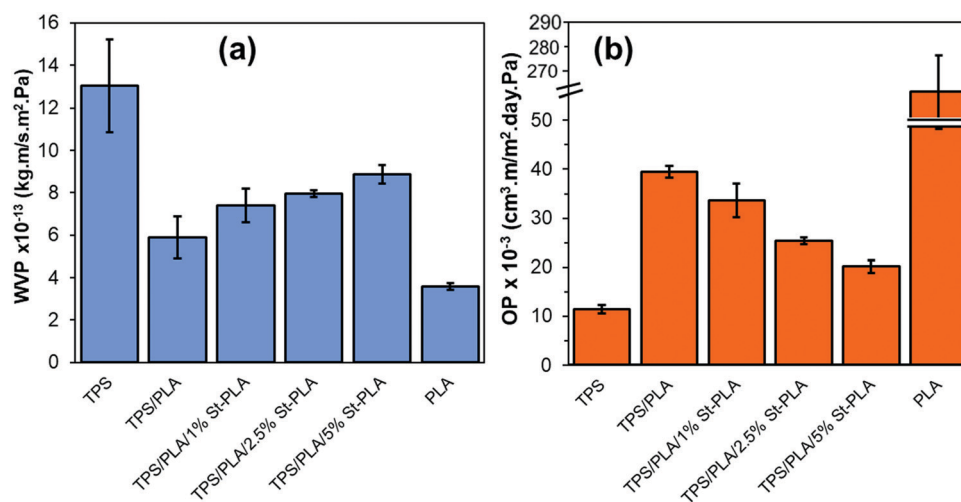 (a)
WVP x10⁻¹³ (kg.m/s.m².Pa)
16
14
12
10
8
6
4
2
0
TPS
TPS/PLA
TPS/PLA/1% St-PLA
TPS/PLA/2.5% St-PLA
TPS/PLA/5% St-PLA
PLA
(b)
OP x 10⁻³ (cm³.m/m².day.Pa)
290
280
270
50
40
30
20
10
0
TPS
TPS/PLA
TPS/PLA/1% St-PLA
TPS/PLA/2.5% St-PLA
TPS/PLA/5% St-PLA
PLA